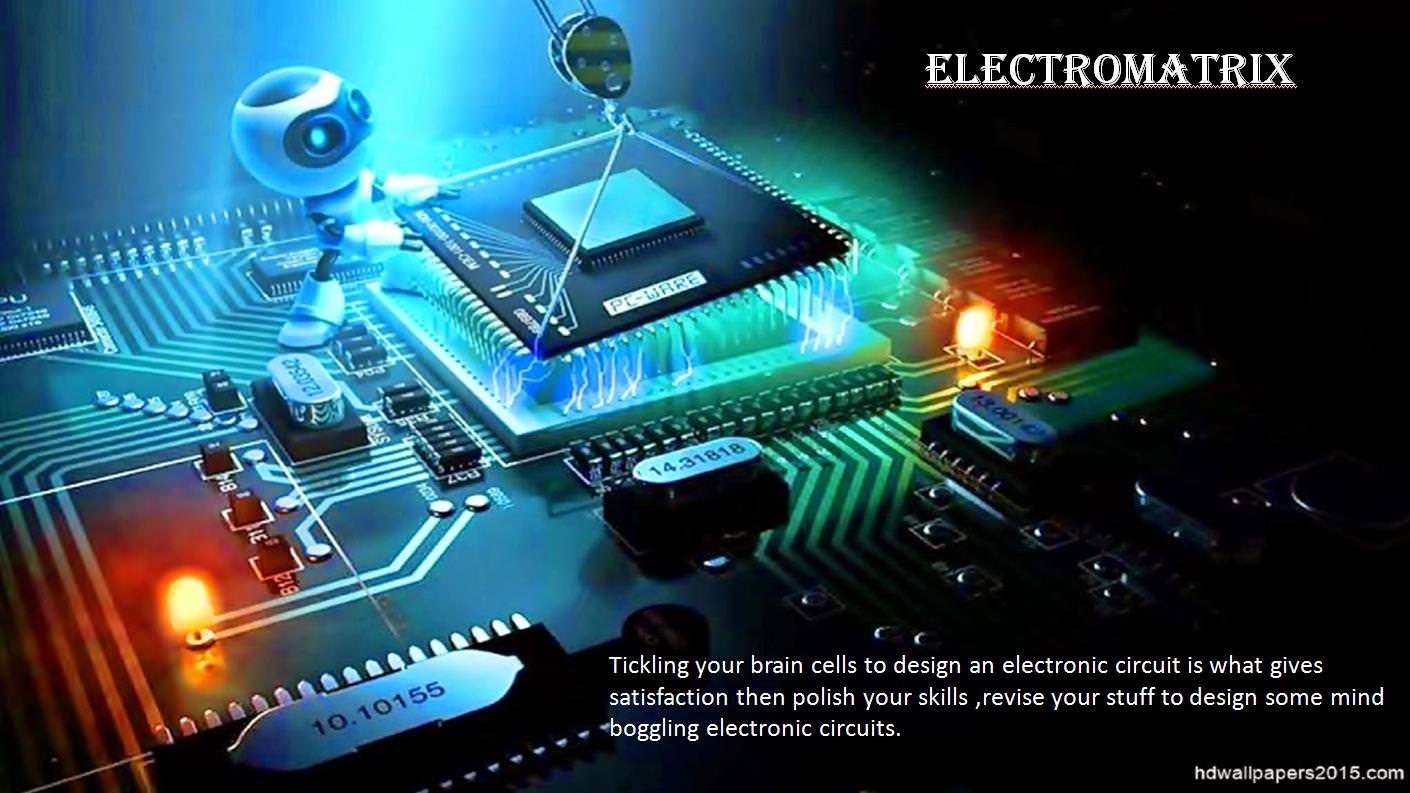 ELECTROMATRIX
PC-WARE
14.31818
10.10155
Tickling your brain cells to design an electronic circuit is what gives
satisfaction then polish your skills ,revise your stuff to design some mind
boggling electronic circuits.
hdwallpapers2015.com